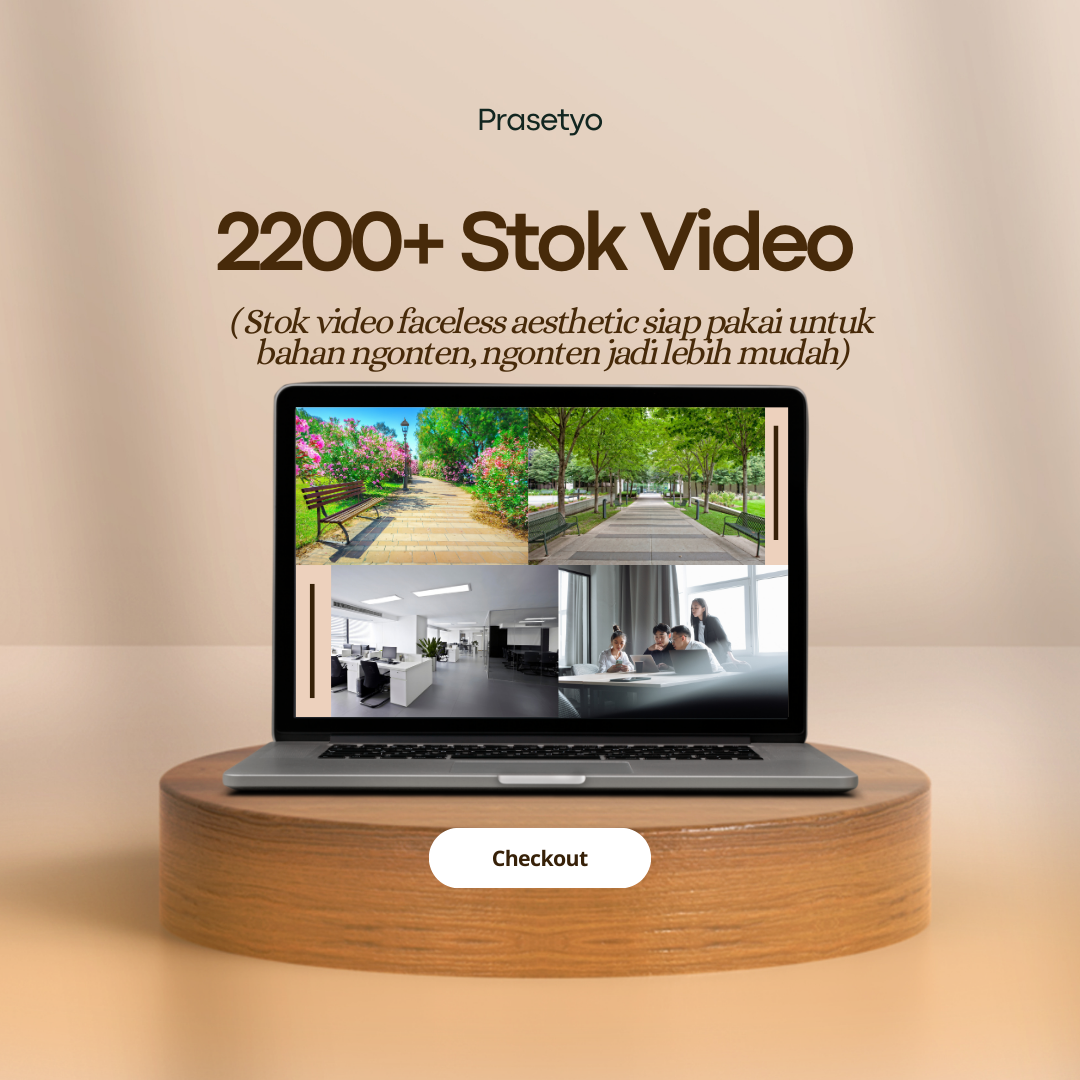 Prasetyo
2200+ Stok Video
(Stok video faceless aesthetic siap pakai untuk
bahan ngonten, ngonten jadi lebih mudah)
Checkout